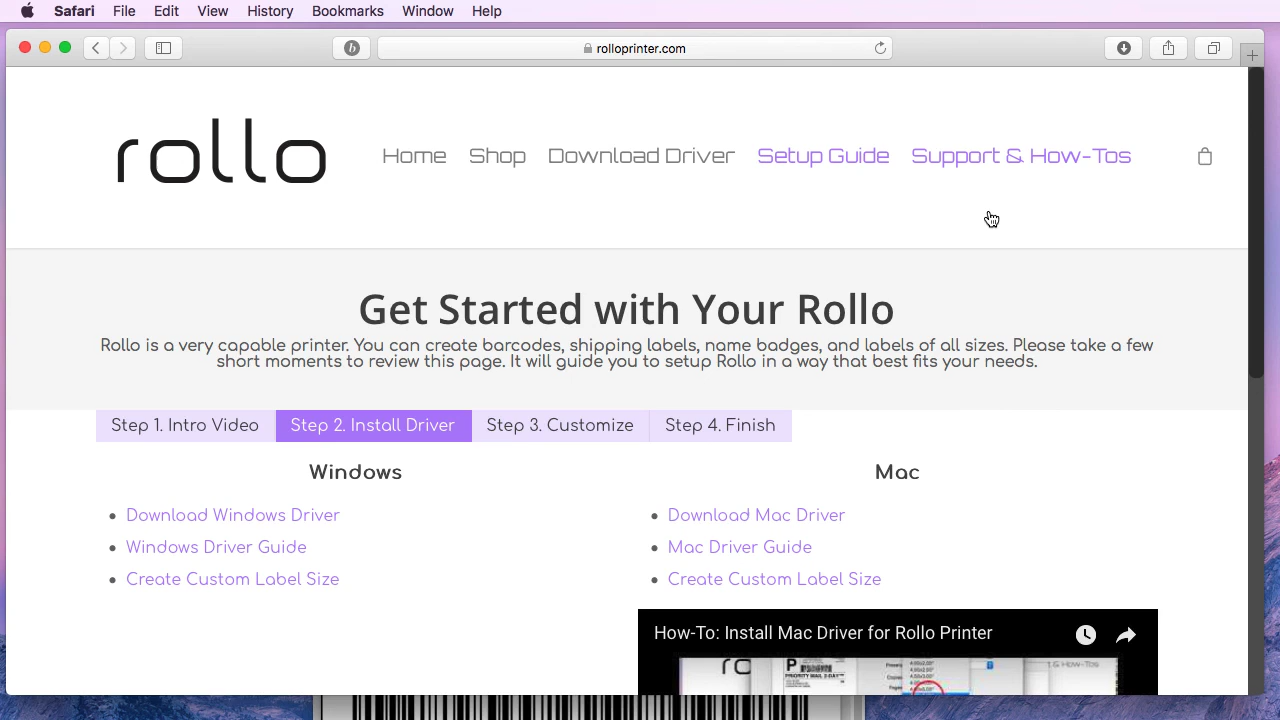 Safari File Edit View History Bookmarks Window Help
rolloprinter.com
rollo
Home Shop Download Driver Setup Guide Support & How-Tos
Get Started with Your Rollo
Rollo is a very capable printer. You can create barcodes, shipping labels, name badges, and labels of all sizes. Please take a few
short moments to review this page. It will guide you to setup Rollo in a way that best fits your needs.
Step 1. Intro Video Step 2. Install Driver Step 3. Customize Step 4. Finish
Windows
Download Windows Driver
Windows Driver Guide
Create Custom Label Size
Mac
Download Mac Driver
Mac Driver Guide
Create Custom Label Size
How-To: Install Mac Driver for Rollo Printer
P
PRIORITY MAIL 2-DAY